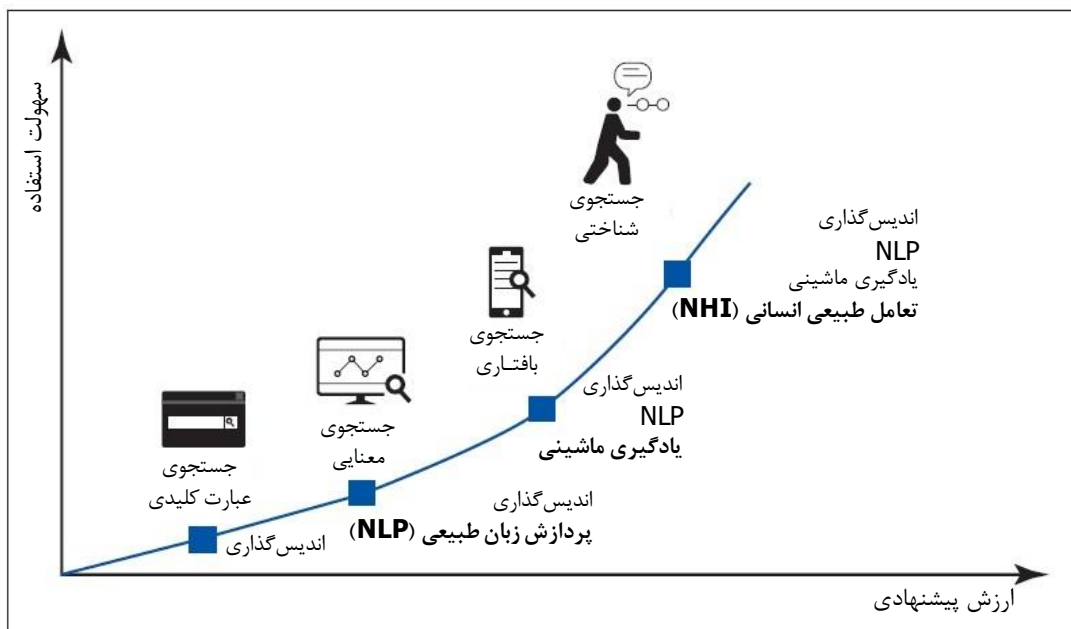 سهولت استفاده
جستجوی
شناختی
اندیس‌گذاری
NLP
یادگیری ماشینی
تعامل طبیعی انسانی (NHI)
جستجوی
بافتـاری
اندیس‌گذاری
NLP
یادگیری ماشینی
جستجوی
معنایی
اندیس‌گذاری
پردازش زبان طبیعی (NLP)
جستجوی
عبارت کلیدی
اندیس‌گذاری
ارزش پیشنهادی